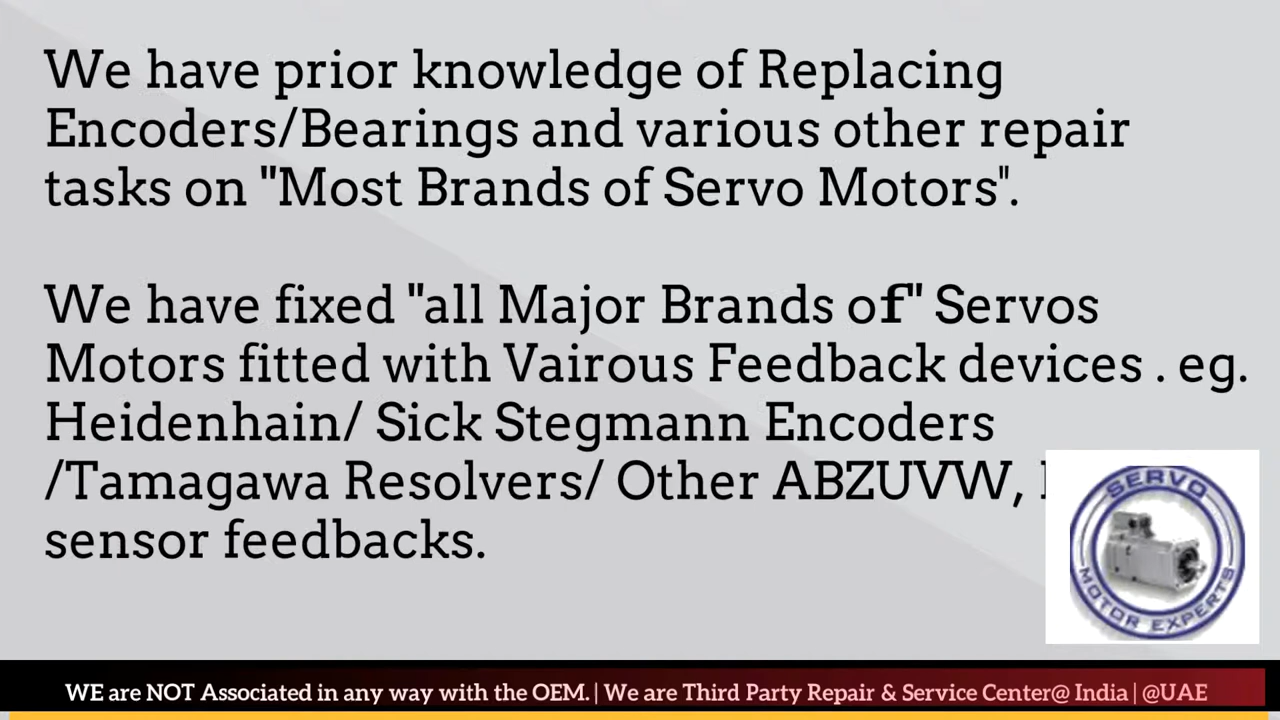 We have prior knowledge of Replacing
Encoders/Bearings and various other repair
tasks on "Most Brands of Servo Motors".
We have fixed "all Major Brands of" Servos
Motors fitted with Vairous Feedback devices . eg.
Heidenhain/ Sick Stegmann Encoders
/Tamagawa Resolvers/ Other ABZUVW,
sensor feedbacks.
SERVO
MOTOR EXPERTS
WE are NOT Associated in any way with the OEM. | We are Third Party Repair & Service Center@ India | @UAE